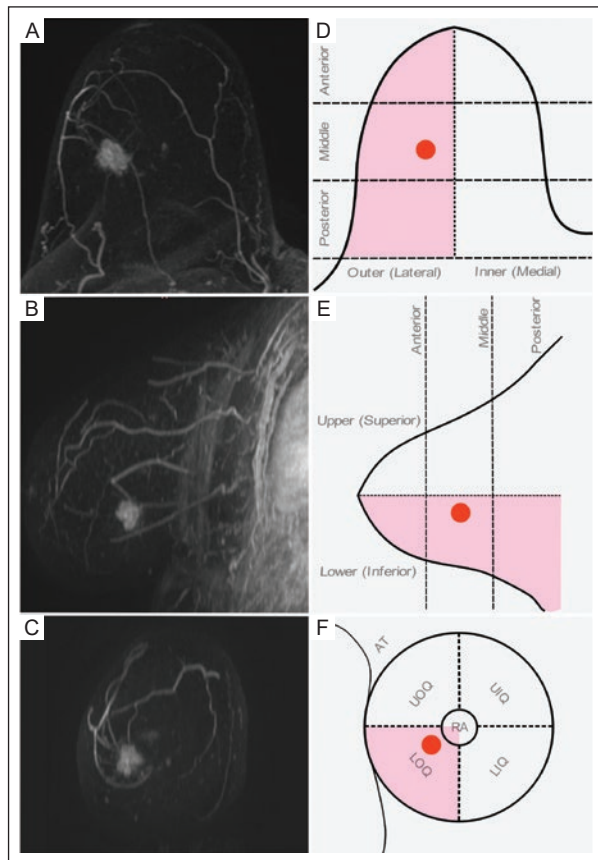 A
D
Anterior
Middle
Posterior
Outer (Lateral)
Inner (Medial)
B
E
Anterior
Middle
Posterior
Upper (Superior)
Lower (Inferior)
C
F
AT
UOQ
UIQ
RA
LOQ
LIQ